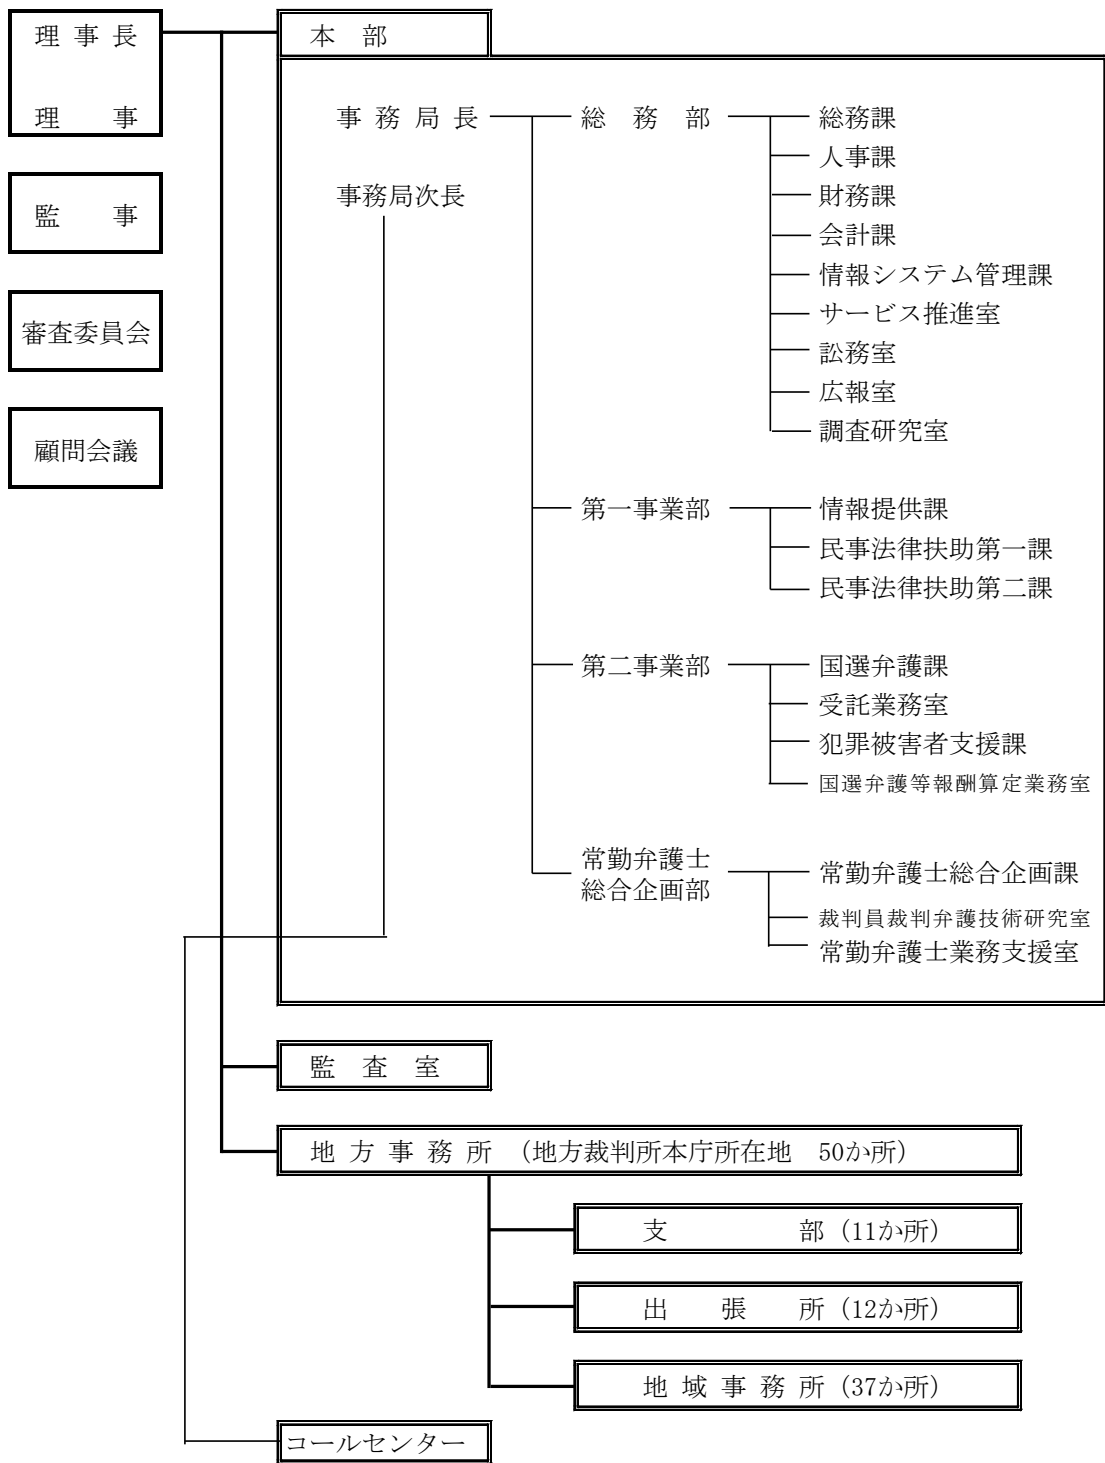 理事長
理　　事
監　　事
審査委員会
顧問会議
本　部
事務局長
事務局次長
総　務　部
総務課
人事課
財務課
会計課
情報システム管理課
サービス推進室
訟務室
広報室
調査研究室
第一事業部
情報提供課
民事法律扶助第一課
民事法律扶助第二課
第二事業部
国選弁護課
受託業務室
犯罪被害者支援課
国選弁護等報酬算定業務室
常勤弁護士
総合企画部
常勤弁護士総合企画課
裁判員裁判弁護技術研究室
常勤弁護士業務支援室
監　査　室
地方事務所　（地方裁判所本庁所在地　50か所）
支　　　　　部（11か所）
出　　張　　所（12か所）
地域事務所（37か所）
コールセンター